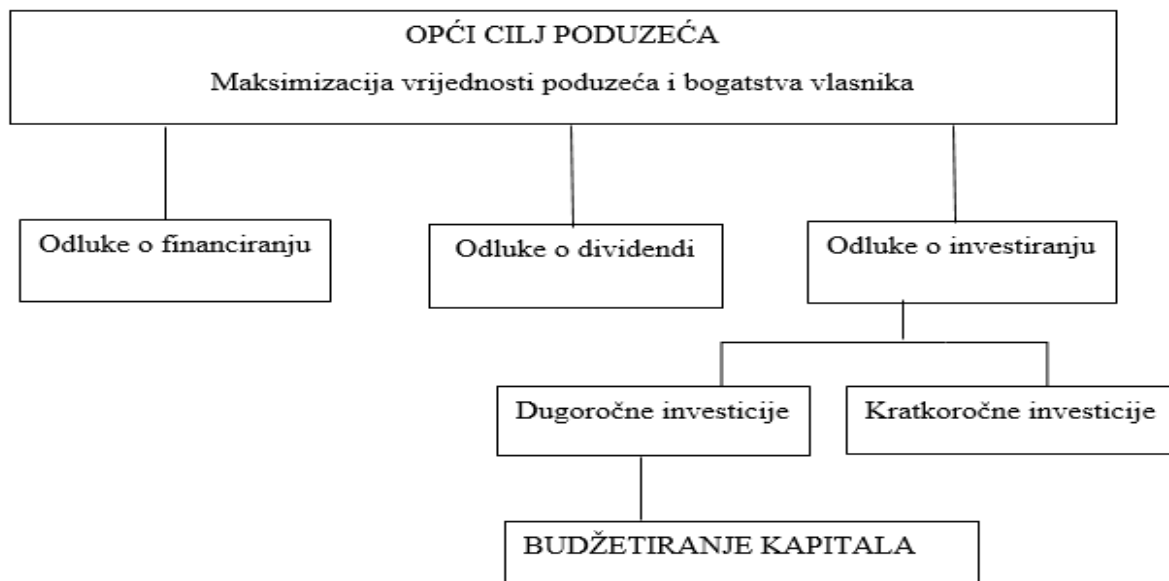 OPĆI CILJ PODUZEĆA
Maksimizacija vrijednosti poduzeća i bogatstva vlasnika
Odluke o financiranju
Odluke o dividendi
Odluke o investiranju
Dugoročne investicije
Kratkoročne investicije
BUDŽETIRANJE KAPITALA